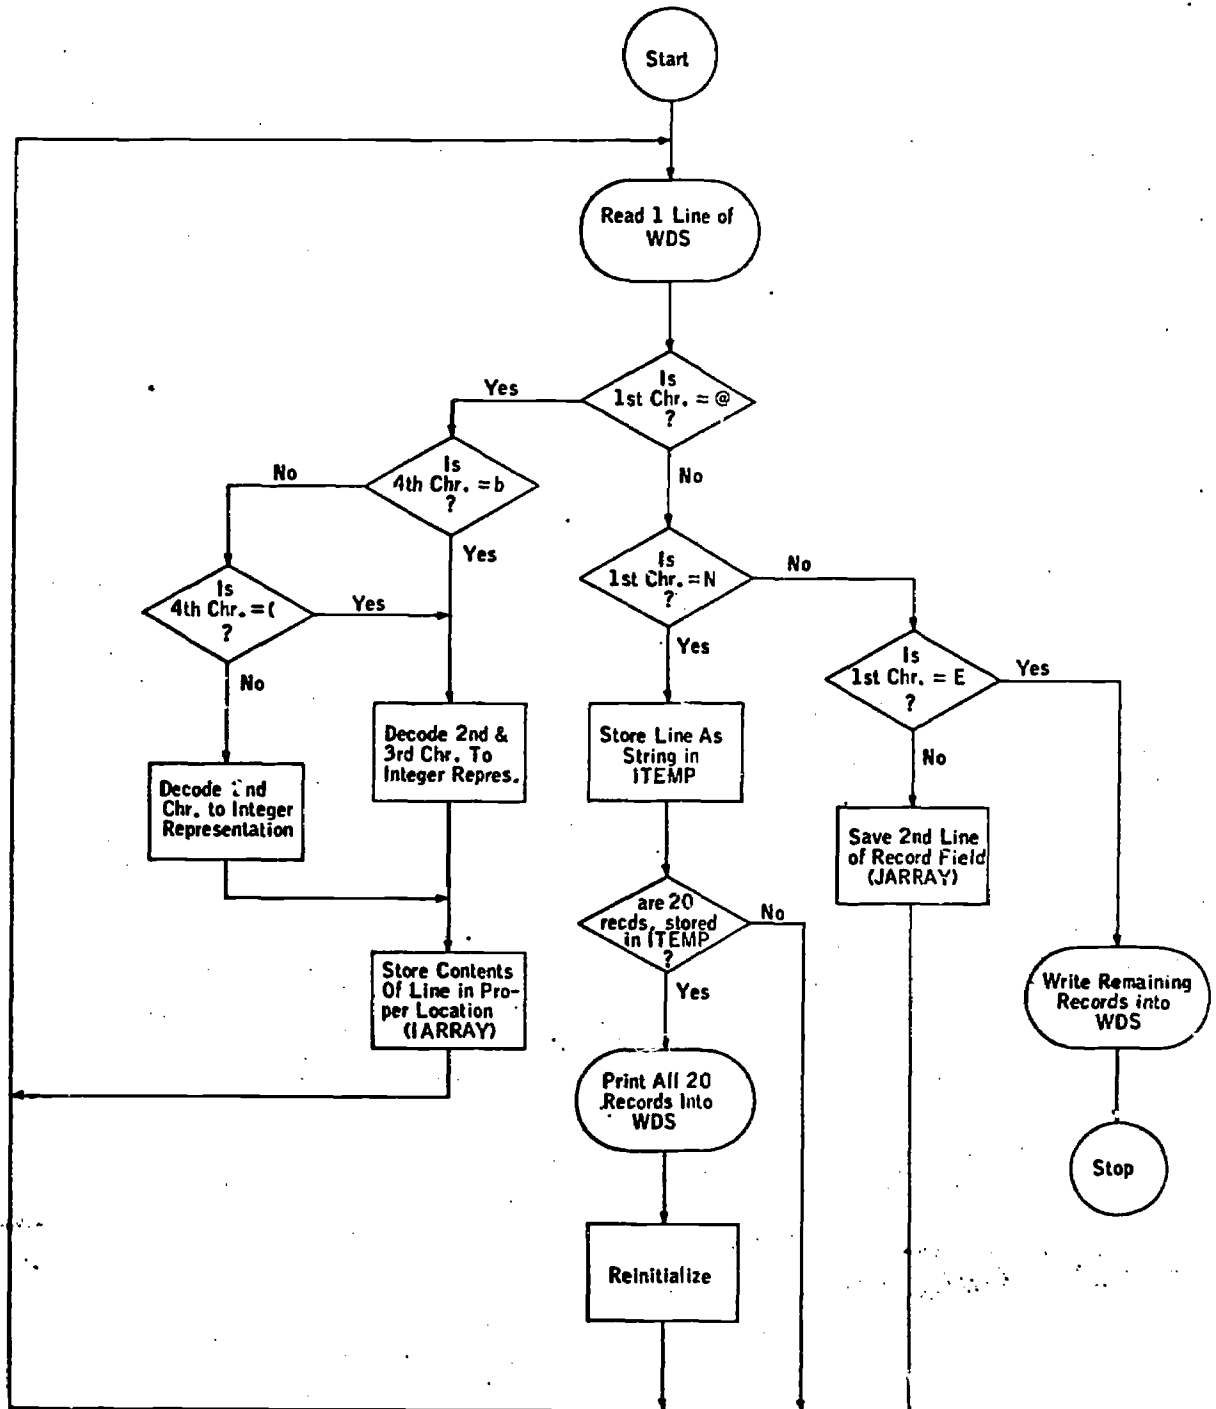 Start
Read 1 Line of
WDS
Is
1st Chr. = @
?
Yes
No
Is
4th Chr. = b
?
No
Yes
Is
4th Chr. = (
?
Yes
No
Is
1st Chr. = N
?
No
Yes
Is
1st Chr. = E
?
Yes
No
Decode 2nd &
3rd Chr. To
Integer Repres.
Store Line As
String in
ITEMP
Decode 2nd
Chr. to Integer
Representation
Save 2nd Line
of Record Field
(JARRAY)
are 20
recds. stored
in ITEMP
?
No
Yes
Store Contents
Of Line in Pro-
per Location
(IARRAY)
Write Remaining
Records into
WDS
Print All 20
Records Into
WDS
Stop
Reinitialize